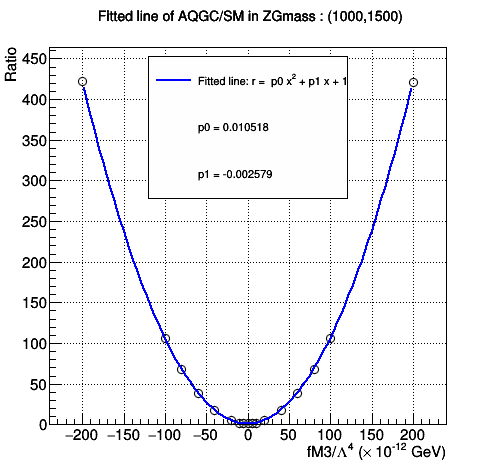 FItted line of AQGC/SM in ZGmass : (1000,1500)
Ratio
450
400
350
300
250
200
150
100
50
0
Fitted line: r = p0 x² + p1 x + 1
p0 = 0.010518
p1 = -0.002579
−200 −150 −100 −50 0 50 100 150 200
fM3/Λ⁴ (× 10⁻¹² GeV)